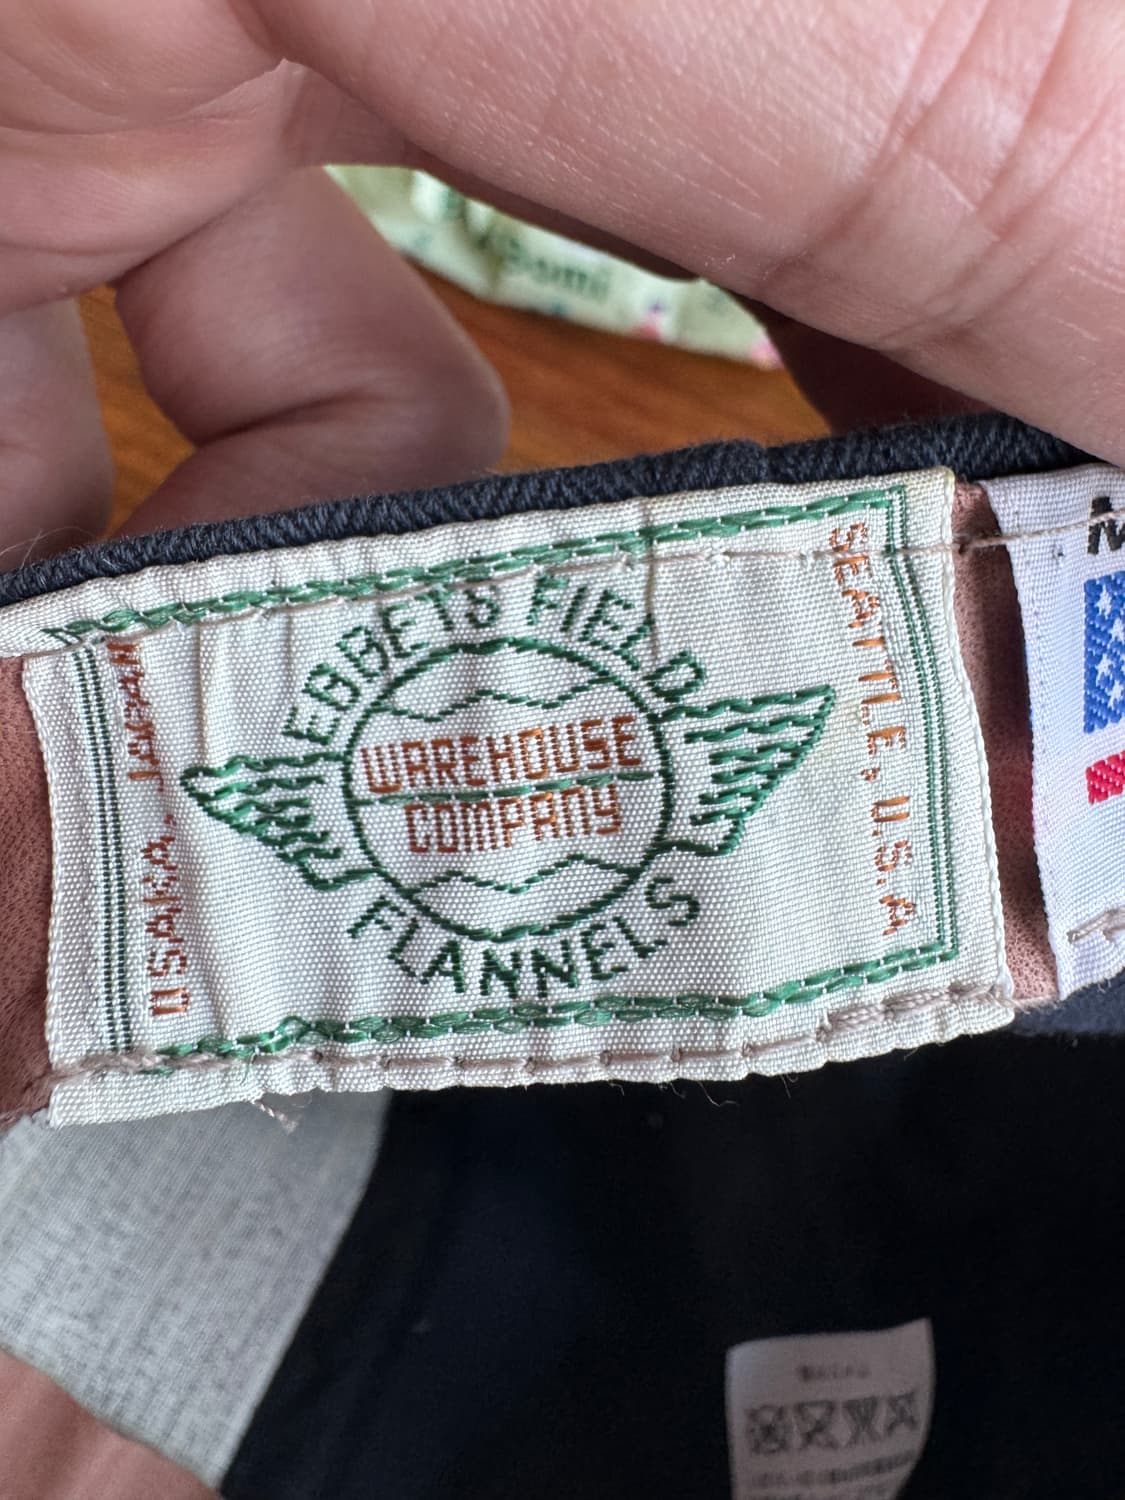 EBBETS FIELD
WAREHOUSE
COMPANY
FLANNELS
OSAKA, JAPAN
SEATTLE, U.S.A